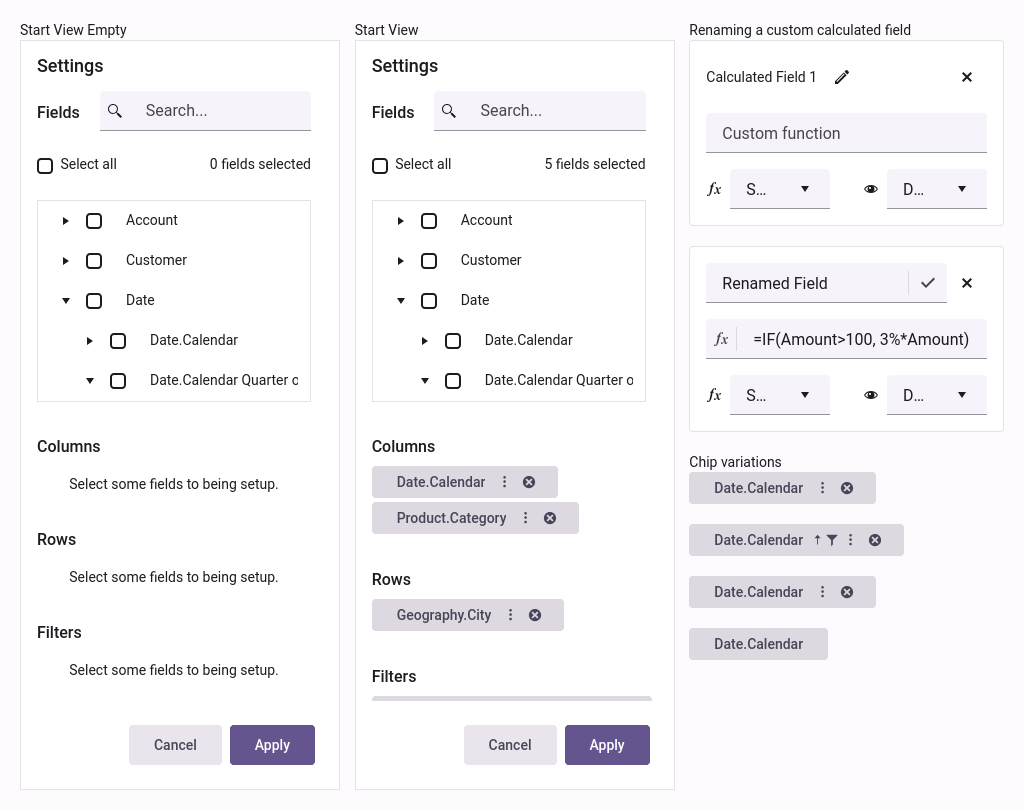 Start View Empty
Settings
Fields
Search...
Select all
0 fields selected
Account
Customer
Date
Date.Calendar
Date.Calendar Quarter o
Columns
Select some fields to being setup.
Rows
Select some fields to being setup.
Filters
Select some fields to being setup.
Cancel
Apply
Start View
Settings
Fields
Search...
Select all
5 fields selected
Account
Customer
Date
Date.Calendar
Date.Calendar Quarter o
Columns
Date.Calendar
Product.Category
Rows
Geography.City
Filters
Cancel
Apply
Renaming a custom calculated field
Calculated Field 1
Custom function
fx
S...
D...
Renamed Field
fx
=IF(Amount>100, 3%*Amount)
fx
S...
D...
Chip variations
Date.Calendar
Date.Calendar
Date.Calendar
Date.Calendar